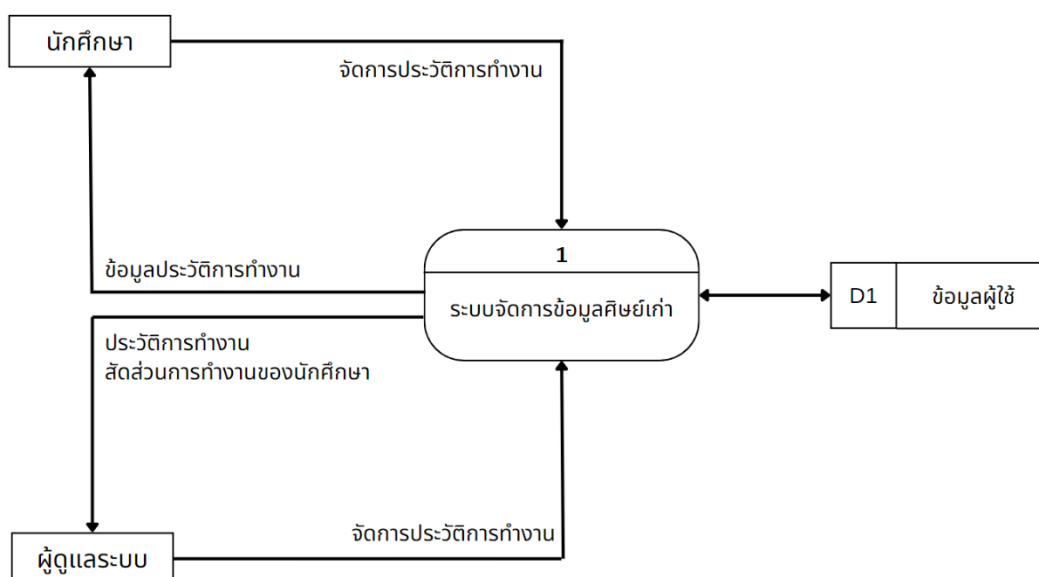 นักศึกษา
จัดการประวัติการทำงาน
1
ข้อมูลประวัติการทำงาน
ระบบจัดการข้อมูลศิษย์เก่า
D1
ข้อมูลผู้ใช้
ประวัติการทำงาน
สัดส่วนการทำงานของนักศึกษา
จัดการประวัติการทำงาน
ผู้ดูแลระบบ